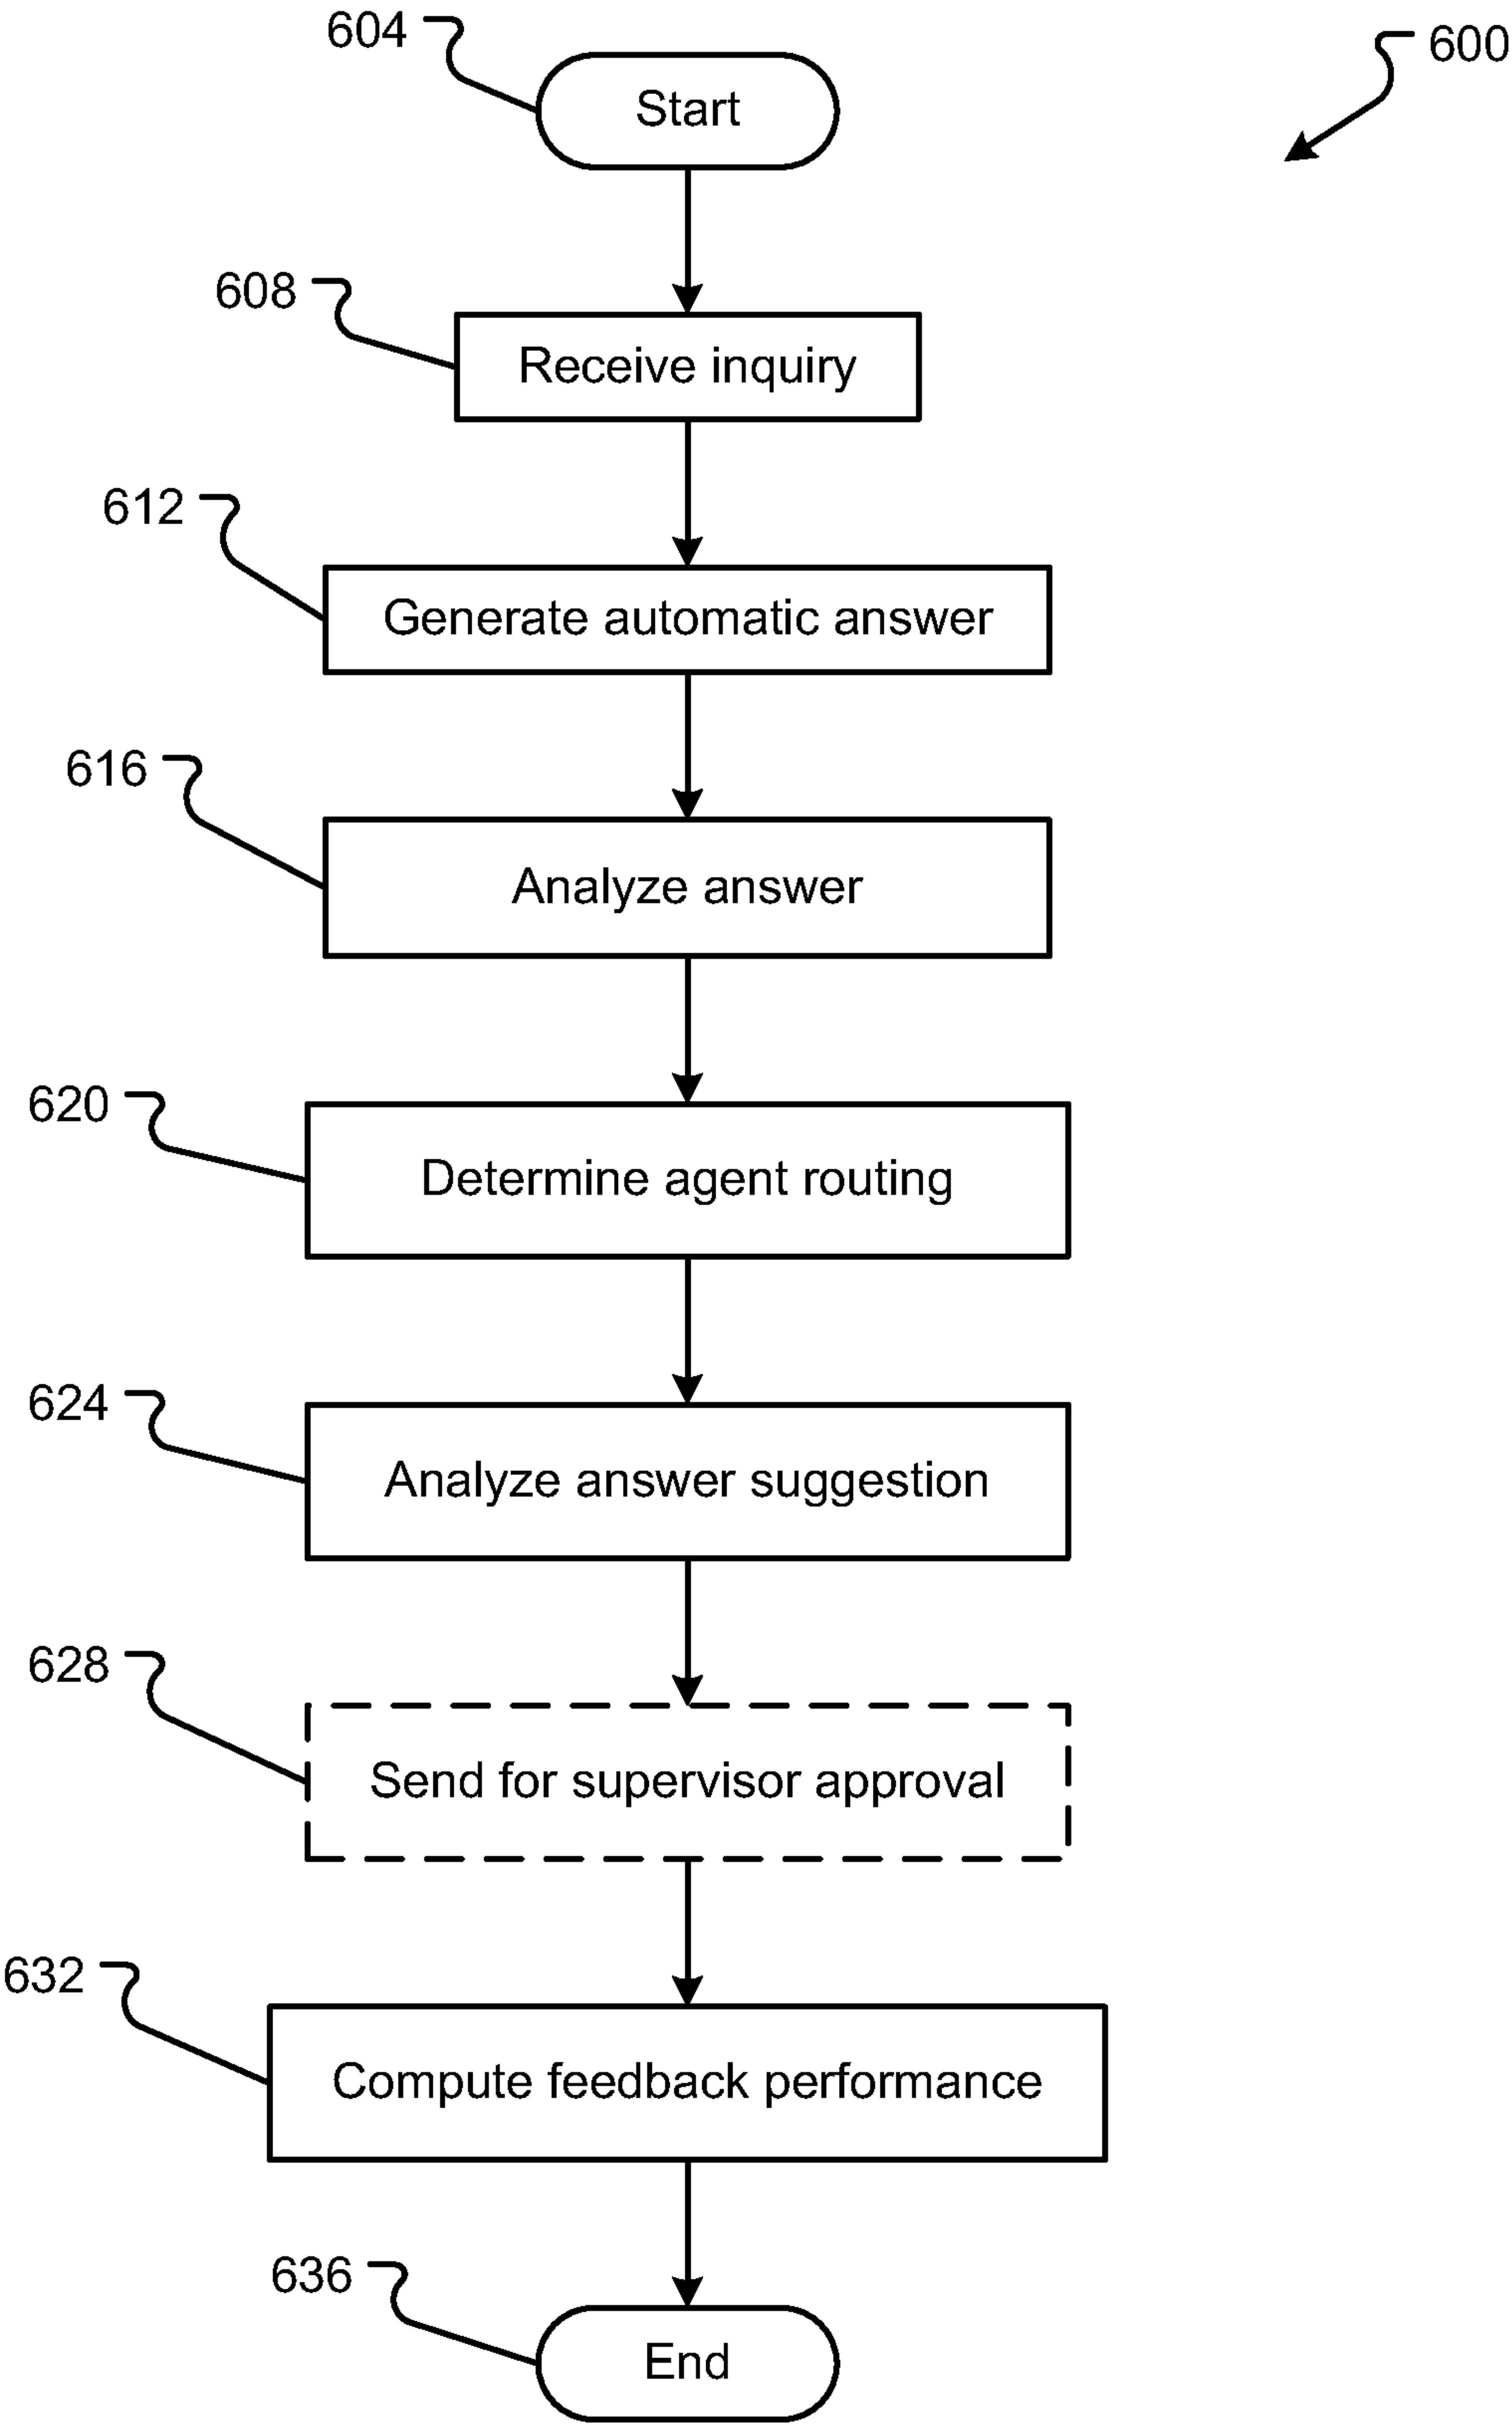 604
Start
600
608
Receive inquiry
612
Generate automatic answer
616
Analyze answer
620
Determine agent routing
624
Analyze answer suggestion
628
Send for supervisor approval
632
Compute feedback performance
636
End